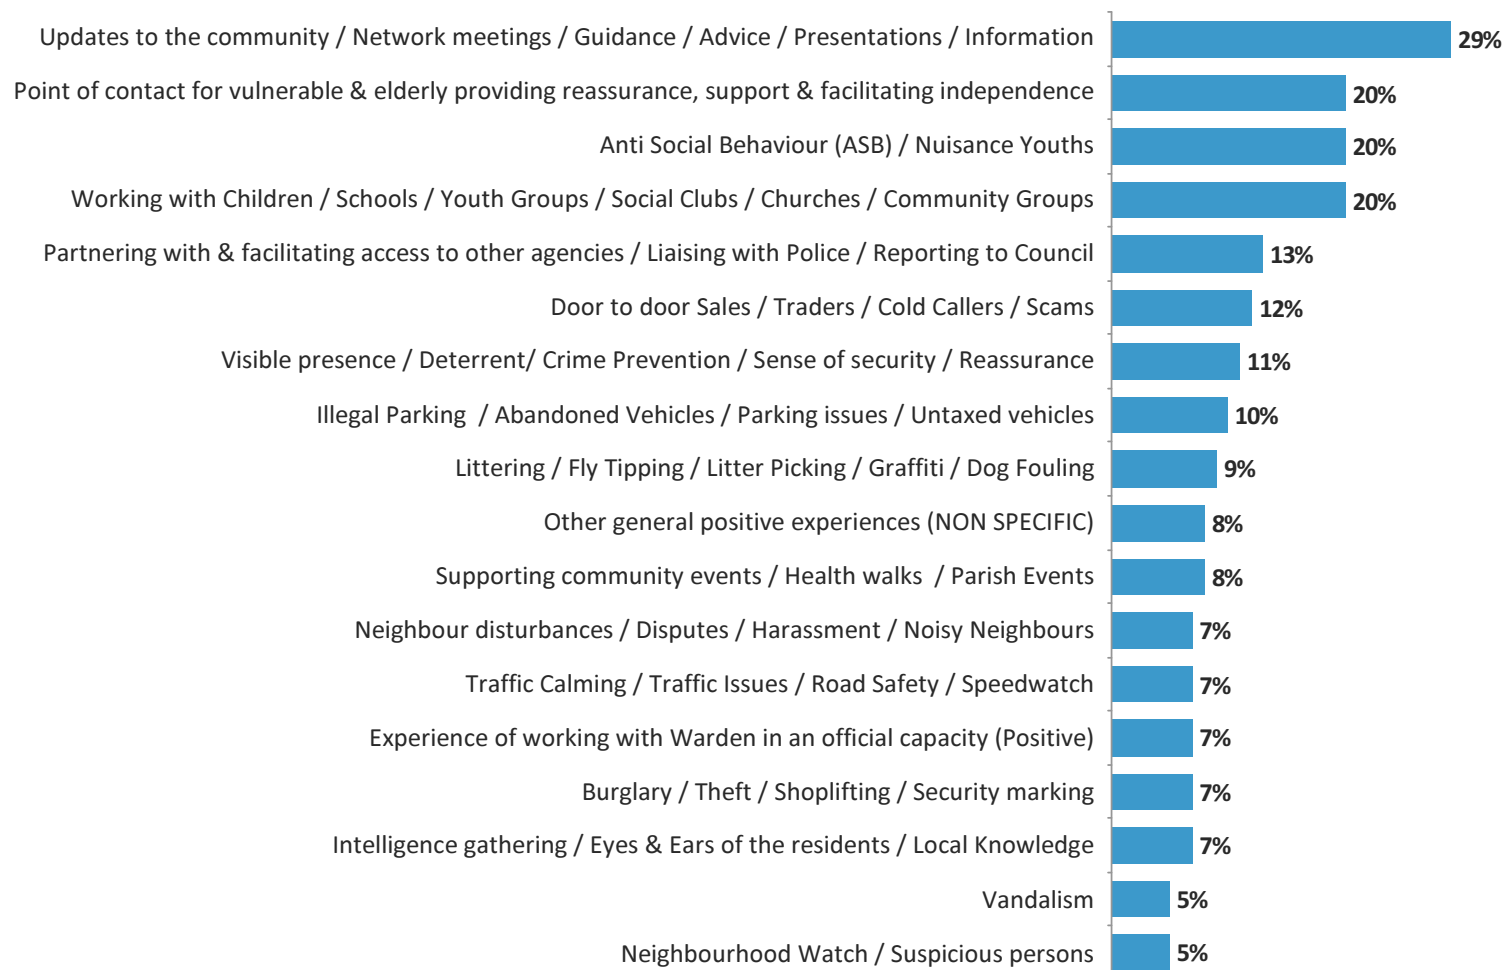 Updates to the community / Network meetings / Guidance / Advice / Presentations / Information 29%
Point of contact for vulnerable & elderly providing reassurance, support & facilitating independence 20%
Anti Social Behaviour (ASB) / Nuisance Youths 20%
Working with Children / Schools / Youth Groups / Social Clubs / Churches / Community Groups 20%
Partnering with & facilitating access to other agencies / Liaising with Police / Reporting to Council 13%
Door to door Sales / Traders / Cold Callers / Scams 12%
Visible presence / Deterrent/ Crime Prevention / Sense of security / Reassurance 11%
Illegal Parking  / Abandoned Vehicles / Parking issues / Untaxed vehicles 10%
Littering / Fly Tipping / Litter Picking / Graffiti / Dog Fouling 9%
Other general positive experiences (NON SPECIFIC) 8%
Supporting community events / Health walks  / Parish Events 8%
Neighbour disturbances / Disputes / Harassment / Noisy Neighbours 7%
Traffic Calming / Traffic Issues / Road Safety / Speedwatch 7%
Experience of working with Warden in an official capacity (Positive) 7%
Burglary / Theft / Shoplifting / Security marking 7%
Intelligence gathering / Eyes & Ears of the residents / Local Knowledge 7%
Vandalism 5%
Neighbourhood Watch / Suspicious persons 5%